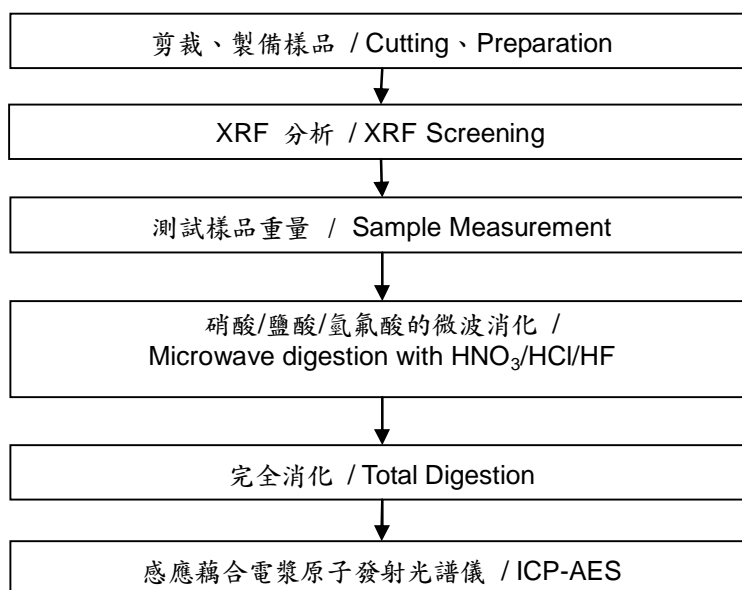 剪裁、製備樣品 / Cutting、Preparation
XRF 分析 / XRF Screening
測試樣品重量 / Sample Measurement
硝酸/鹽酸/氫氟酸的微波消化 /
Microwave digestion with HNO₃/HCl/HF
完全消化 / Total Digestion
感應藕合電漿原子發射光譜儀 / ICP-AES